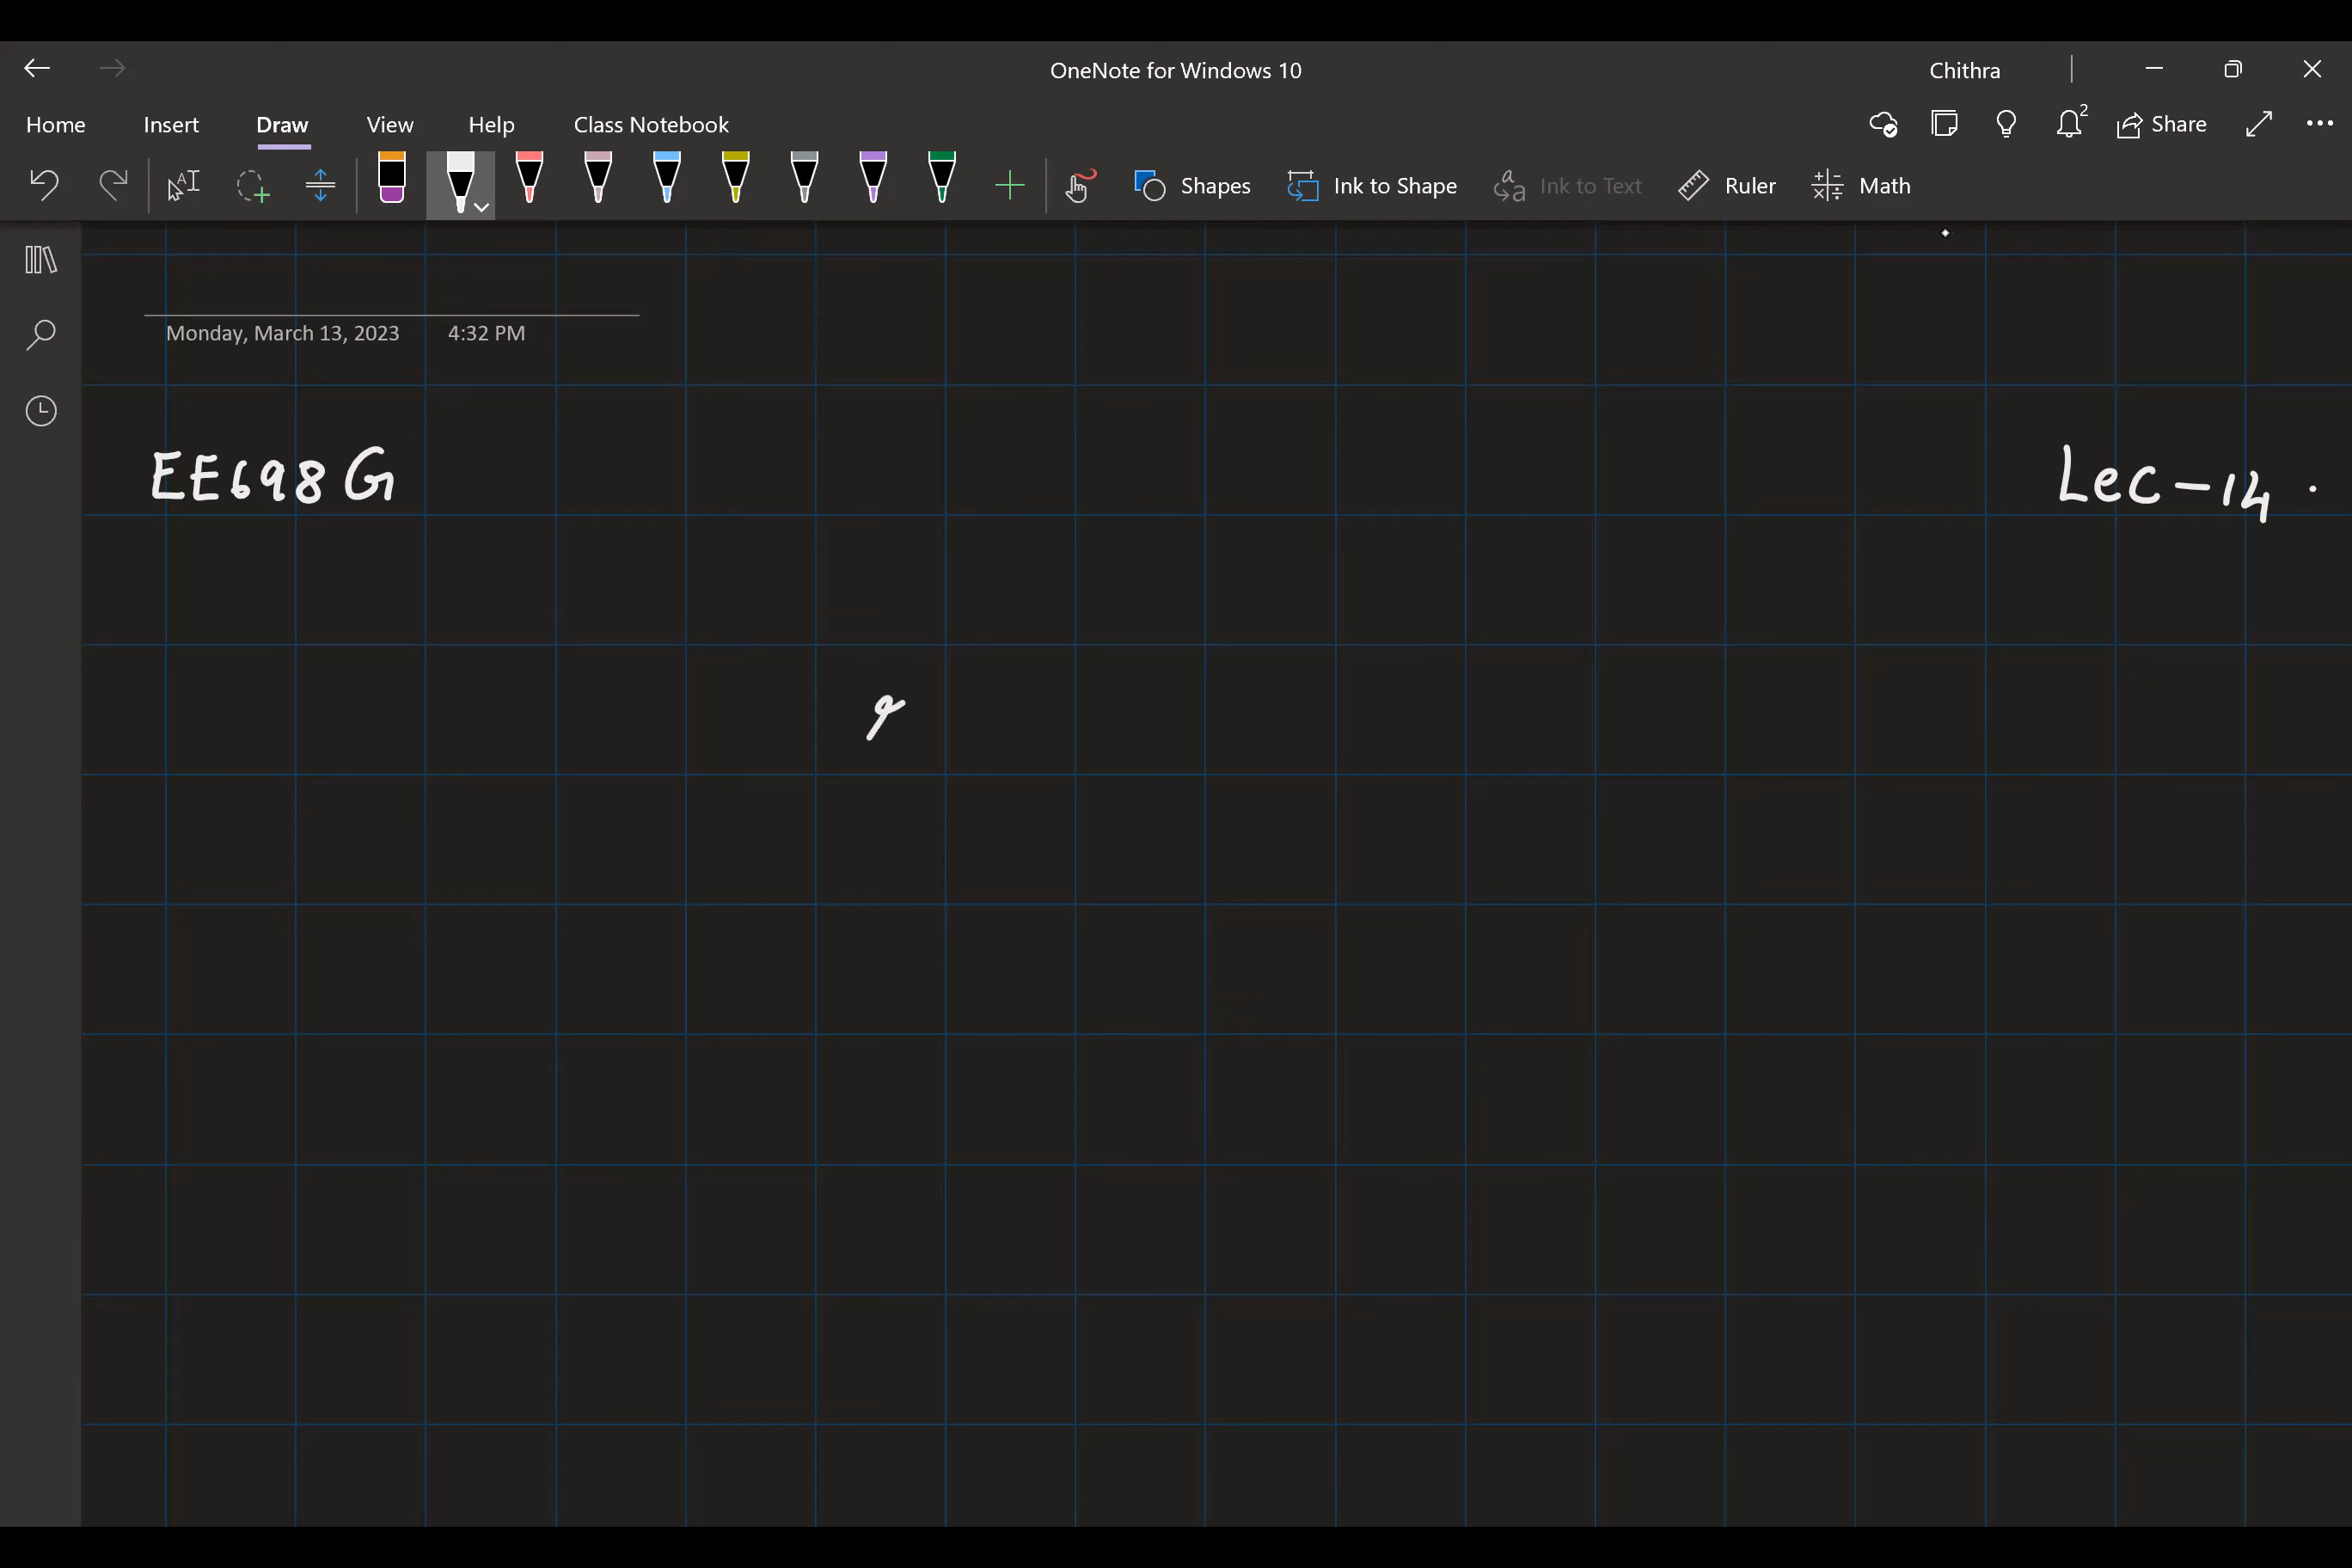 OneNote for Windows 10
Chithra
Home Insert Draw View Help Class Notebook
2 Share
Shapes Ink to Shape Ink to Text Ruler Math
Monday, March 13, 2023 4:32 PM
EE698G
Lec-14.